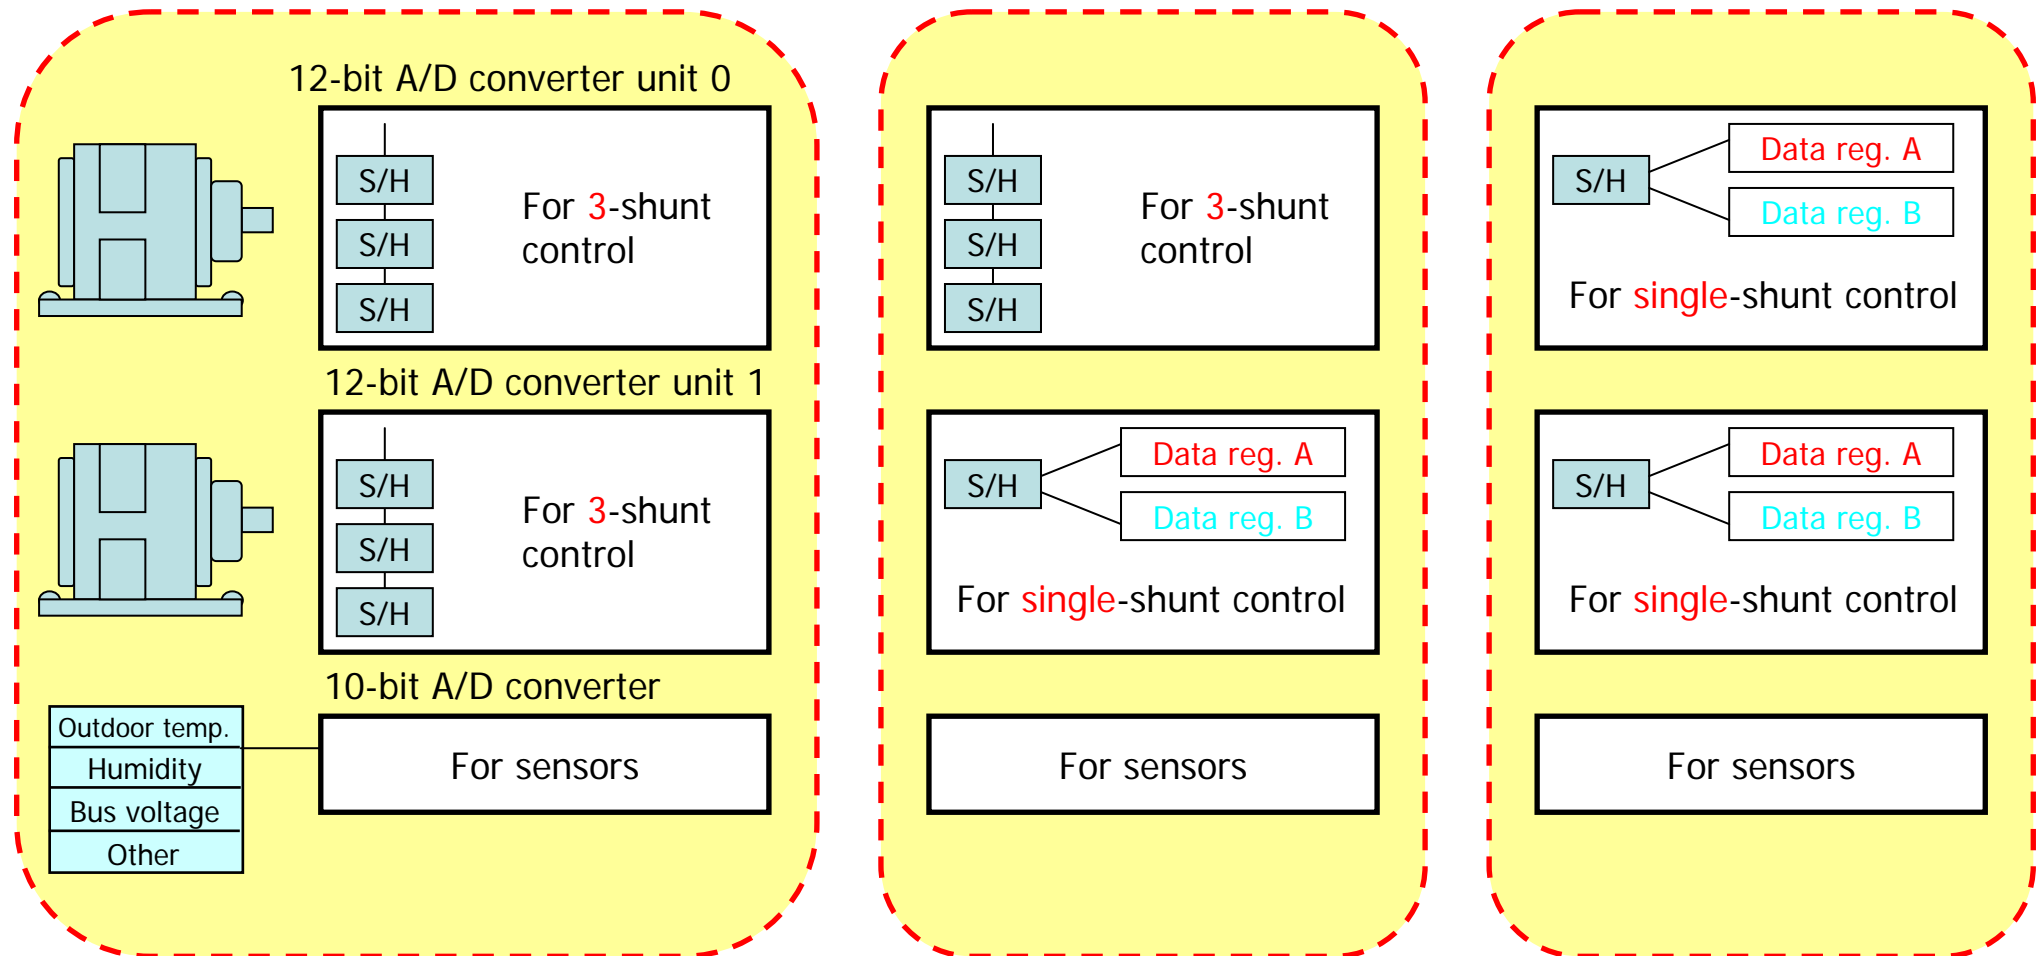 12-bit A/D converter unit 0
S/H
S/H
S/H
For 3-shunt
control
12-bit A/D converter unit 1
S/H
S/H
S/H
For 3-shunt
control
10-bit A/D converter
Outdoor temp.
Humidity
Bus voltage
Other
For sensors
S/H
S/H
S/H
For 3-shunt
control
S/H
Data reg. A
Data reg. B
For single-shunt control
For sensors
S/H
Data reg. A
Data reg. B
For single-shunt control
S/H
Data reg. A
Data reg. B
For single-shunt control
For sensors